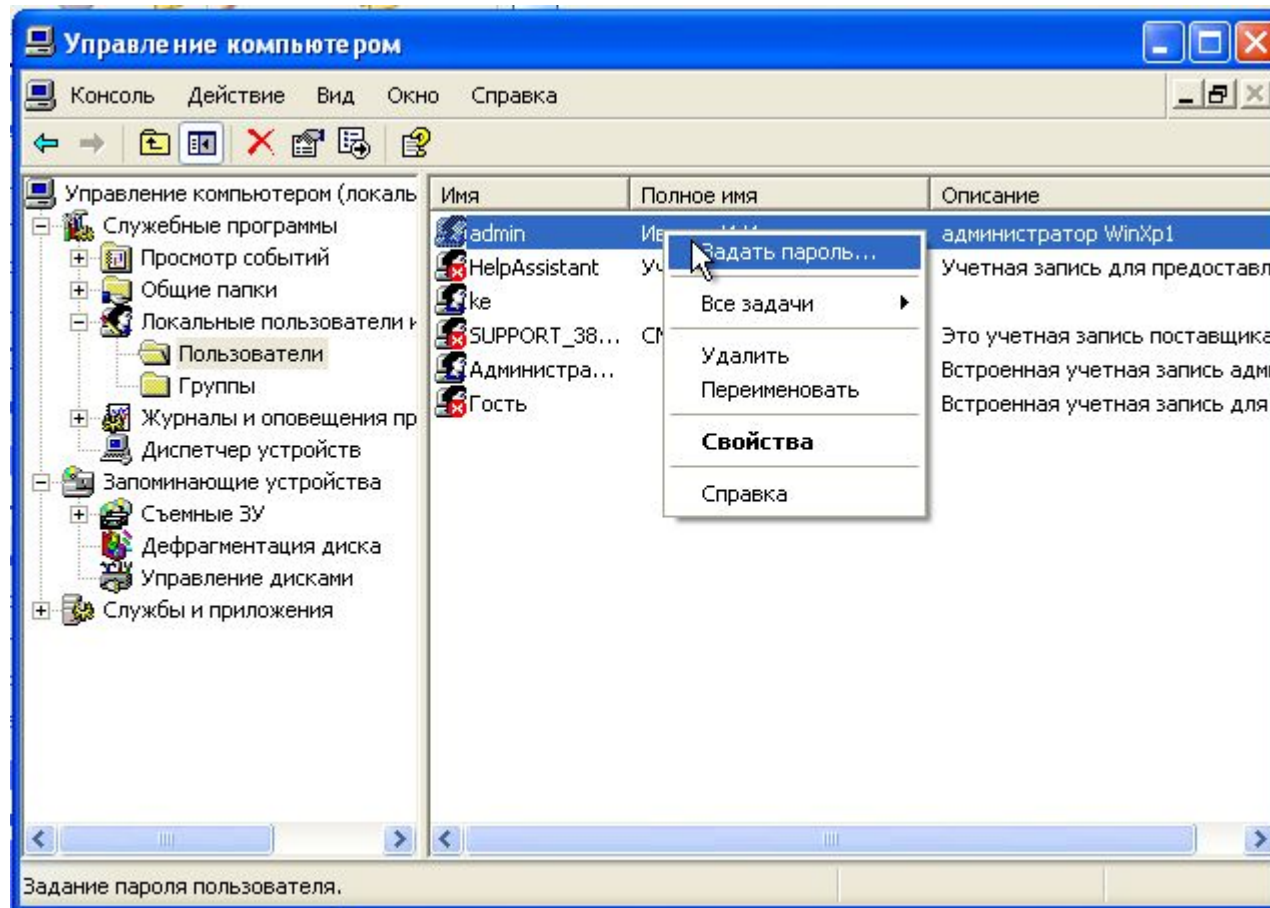 Управление компьютером
Консоль Действие Вид Окно Справка
Управление компьютером (локаль
Служебные программы
Просмотр событий
Общие папки
Локальные пользователи и
Пользователи
Группы
Журналы и оповещения пр
Диспетчер устройств
Запоминающие устройства
Съемные ЗУ
Дефрагментация диска
Управление дисками
Службы и приложения
Имя Полное имя Описание
admin администратор WinXp1
HelpAssistant Уч Учетная запись для предоставл
ke
SUPPORT_38... CN Это учетная запись поставщика
Администра... Встроенная учетная запись адми
Гость Встроенная учетная запись для
Задать пароль...
Все задачи
Удалить
Переименовать
Свойства
Справка
Задание пароля пользователя.